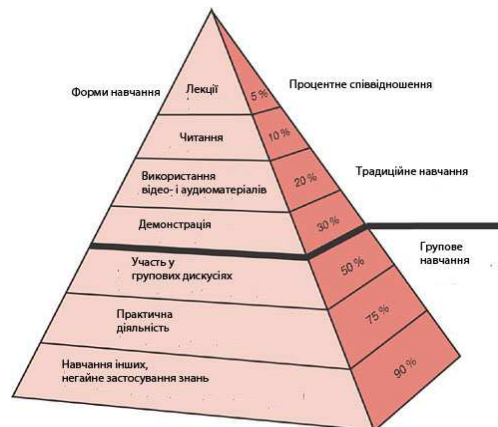 Форми навчання
Процентне співвідношення
Лекції
5 %
Читання
10 %
Використання
відео- і аудиоматеріалів
20 %
Традиційне навчання
Демонстрація
30 %
Групове
навчання
Участь у
групових дискусіях
50 %
Практична
діяльність
75 %
Навчання інших,
негайне застосування знань
90 %